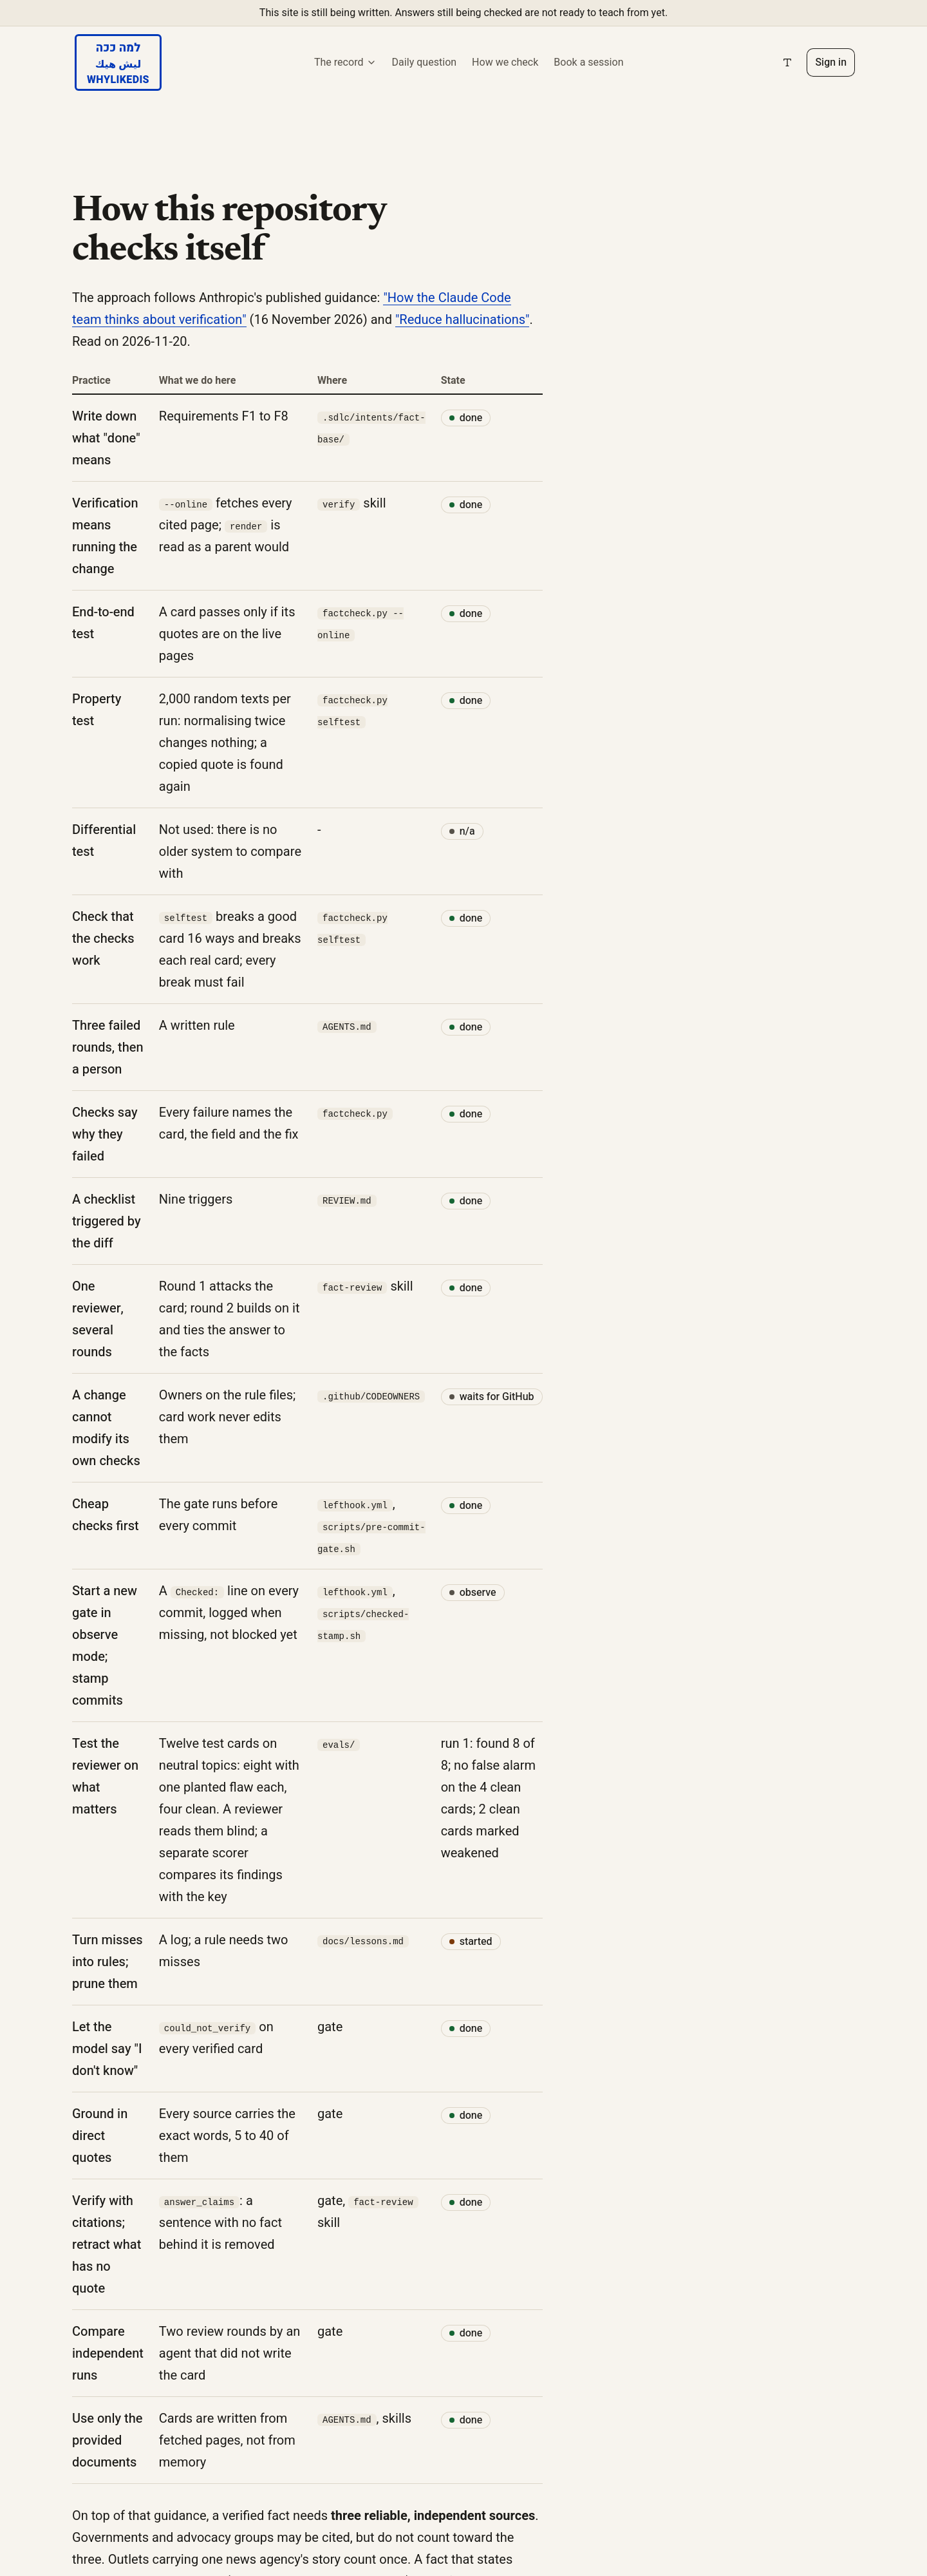 This site is still being written. Answers still being checked are not ready to teach from yet.
למה ככה
ليش هيك
WHYLIKEDIS
The record
Daily question
How we check
Book a session
T
Sign in
How this repository
checks itself
The approach follows Anthropic's published guidance: "How the Claude Code
team thinks about verification" (16 November 2026) and "Reduce hallucinations".
Read on 2026-11-20.
Practice
What we do here
Where
State
Write down
what "done"
means
Requirements F1 to F8
.sdlc/intents/fact-
base/
done
Verification
means
running the
change
--online fetches every
cited page; render is
read as a parent would
verify skill
done
End-to-end
test
A card passes only if its
quotes are on the live
pages
factcheck.py --
online
done
Property
test
2,000 random texts per
run: normalising twice
changes nothing; a
copied quote is found
again
factcheck.py
selftest
done
Differential
test
Not used: there is no
older system to compare
with
-
n/a
Check that
the checks
work
selftest breaks a good
card 16 ways and breaks
each real card; every
break must fail
factcheck.py
selftest
done
Three failed
rounds, then
a person
A written rule
AGENTS.md
done
Checks say
why they
failed
Every failure names the
card, the field and the fix
factcheck.py
done
A checklist
triggered by
the diff
Nine triggers
REVIEW.md
done
One
reviewer,
several
rounds
Round 1 attacks the
card; round 2 builds on it
and ties the answer to
the facts
fact-review skill
done
A change
cannot
modify its
own checks
Owners on the rule files;
card work never edits
them
.github/CODEOWNERS
waits for GitHub
Cheap
checks first
The gate runs before
every commit
lefthook.yml ,
scripts/pre-commit-
gate.sh
done
Start a new
gate in
observe
mode;
stamp
commits
A Checked: line on every
commit, logged when
missing, not blocked yet
lefthook.yml ,
scripts/checked-
stamp.sh
observe
Test the
reviewer on
what
matters
Twelve test cards on
neutral topics: eight with
one planted flaw each,
four clean. A reviewer
reads them blind; a
separate scorer
compares its findings
with the key
evals/
run 1: found 8 of
8; no false alarm
on the 4 clean
cards; 2 clean
cards marked
weakened
Turn misses
into rules;
prune them
A log; a rule needs two
misses
docs/lessons.md
started
Let the
model say "I
don't know"
could_not_verify on
every verified card
gate
done
Ground in
direct
quotes
Every source carries the
exact words, 5 to 40 of
them
gate
done
Verify with
citations;
retract what
has no
quote
answer_claims : a
sentence with no fact
behind it is removed
gate, fact-review
skill
done
Compare
independent
runs
Two review rounds by an
agent that did not write
the card
gate
done
Use only the
provided
documents
Cards are written from
fetched pages, not from
memory
AGENTS.md , skills
done
On top of that guidance, a verified fact needs three reliable, independent sources.
Governments and advocacy groups may be cited, but do not count toward the
three. Outlets carrying one news agency's story count once. A fact that states